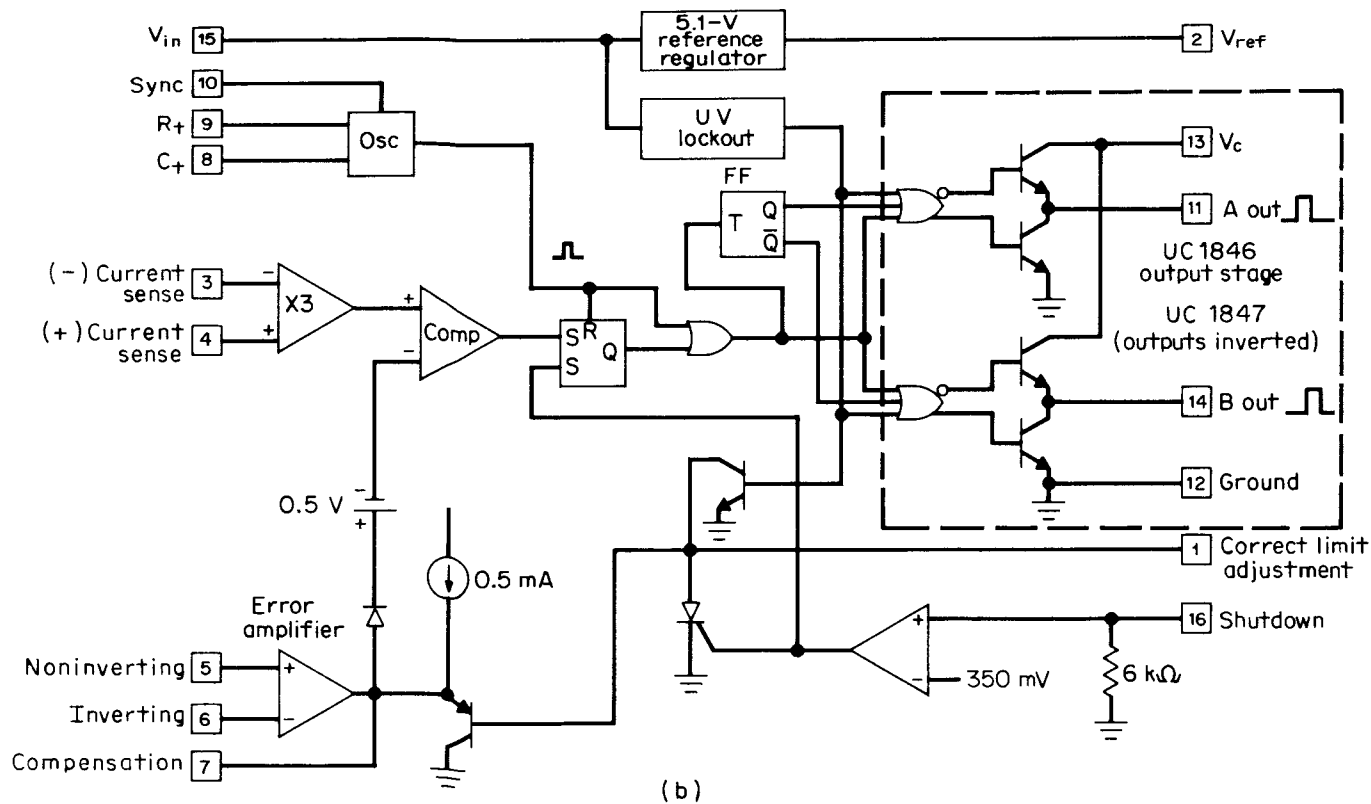 V_in 15
5.1-V
reference
regulator
2 V_ref
Sync 10
R+ 9
C+ 8
Osc
U V
lockout
13 V_c
FF
T Q
Q̅
11 A out
UC 1846
output stage
UC 1847
(outputs inverted)
(-) Current
sense 3
-
X3
+
(+) Current
sense 4
+
Comp
-
S R
Q
S
14 B out
12 Ground
0.5 V
-
+
0.5 mA
1 Correct limit
adjustment
Error
amplifier
16 Shutdown
+
-
350 mV
6 kΩ
Noninverting 5
+
Inverting 6
-
Compensation 7
(b)